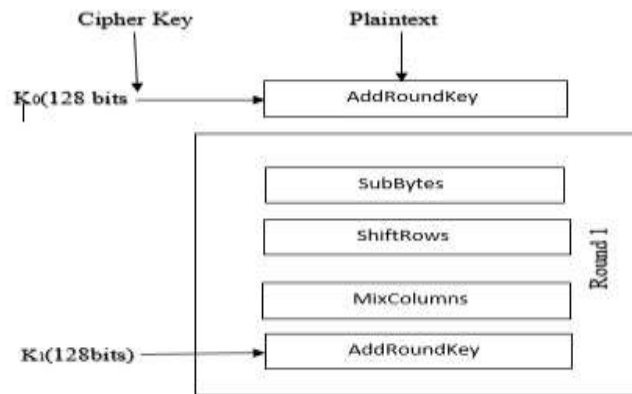 Cipher Key
Plaintext
K0(128 bits
AddRoundKey
SubBytes
ShiftRows
Round 1
MixColumns
K1(128bits)
AddRoundKey